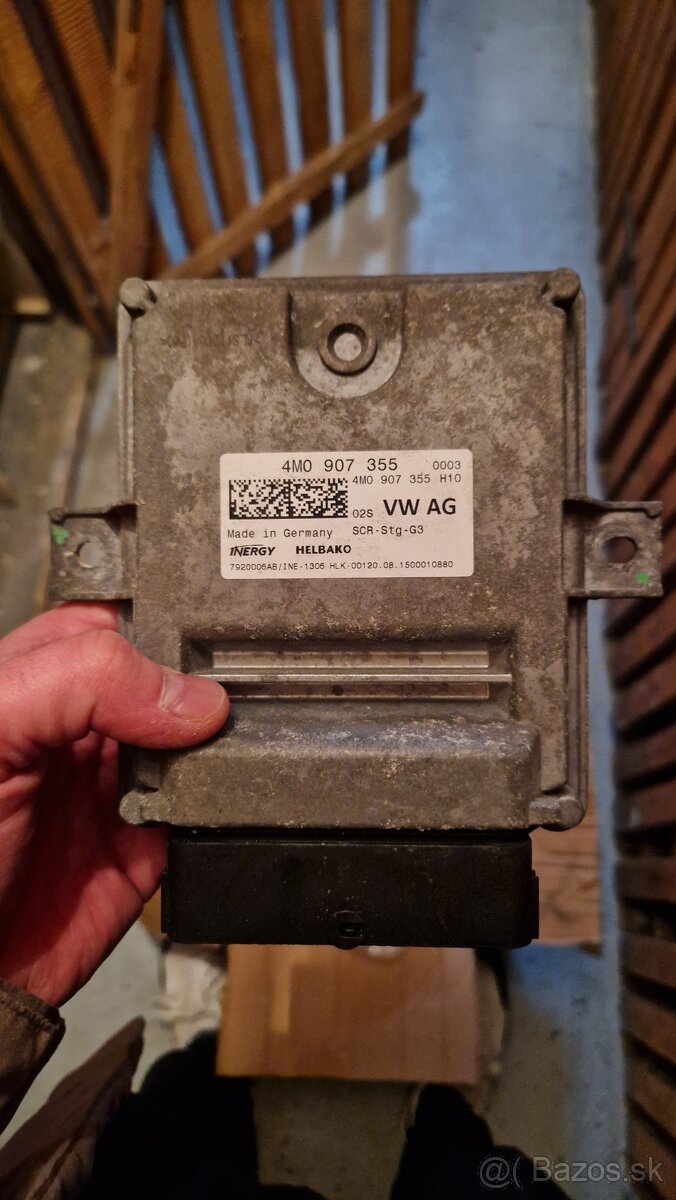 4M0 907 355 0003
4M0 907 355 H10
02S VW AG
Made in Germany SCR-Stg-G3
INERGY HELBAKO
7920006AB/INE-1306 HLK-00120.08.1500010880
@ Bazos.sk